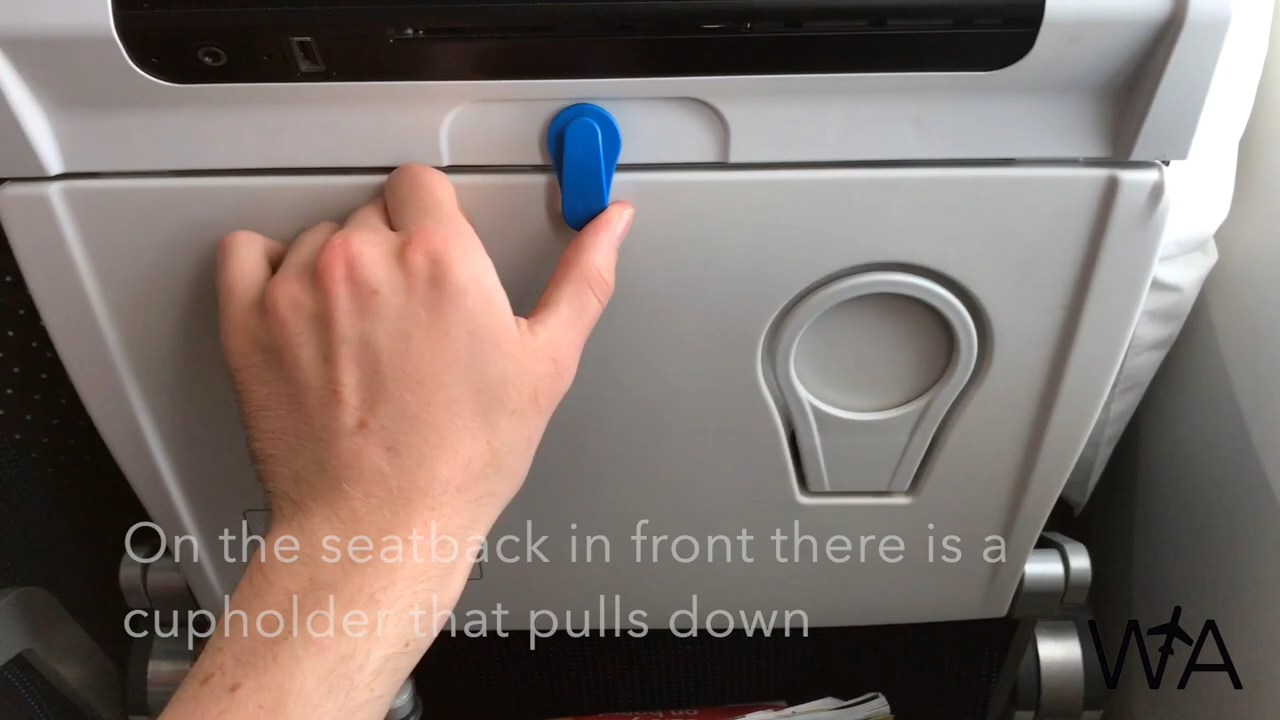 On the seatback in front there is a
cupholder that pulls down
WA